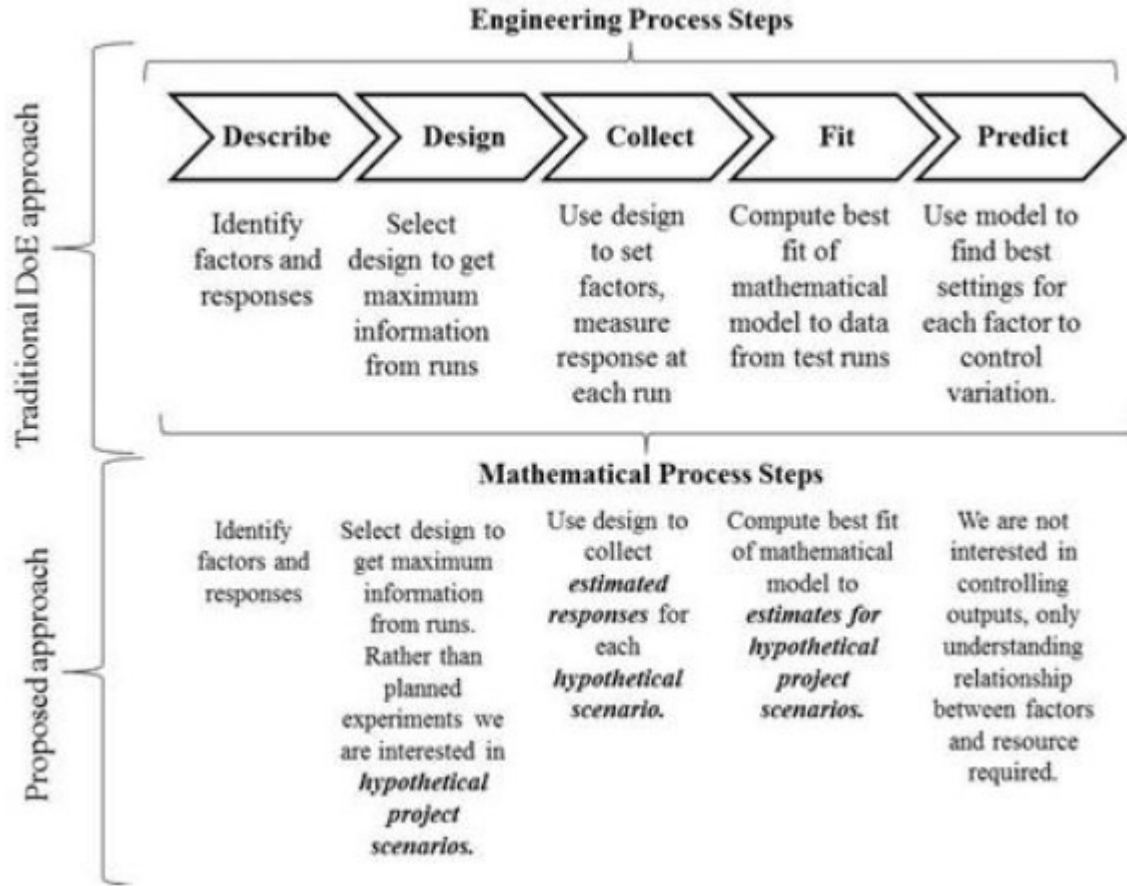 Engineering Process Steps
Traditional DoE approach
Describe
Design
Collect
Fit
Predict
Identify
factors and
responses
Select
design to get
maximum
information
from runs
Use design
to set
factors,
measure
response at
each run
Compute best
fit of
mathematical
model to data
from test runs
Use model to
find best
settings for
each factor to
control
variation.
Mathematical Process Steps
Proposed approach
Identify
factors and
responses
Select design to
get maximum
information
from runs.
Rather than
planned
experiments we
are interested in
hypothetical
project
scenarios.
Use design to
collect
estimated
responses for
each
hypothetical
scenario.
Compute best fit
of mathematical
model to
estimates for
hypothetical
project
scenarios.
We are not
interested in
controlling
outputs, only
understanding
relationship
between factors
and resource
required.